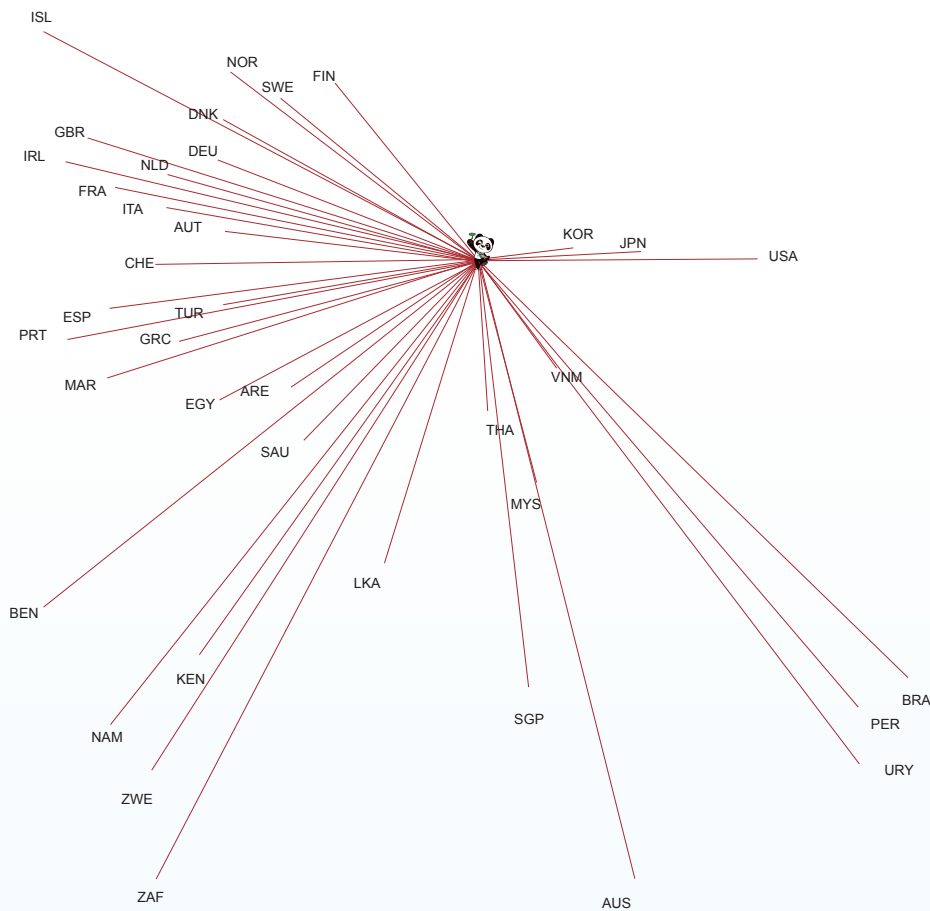 ISL
NOR
FIN
SWE
DNK
GBR
DEU
IRL
NLD
FRA
ITA
AUT
KOR
JPN
USA
CHE
ESP
TUR
PRT
GRC
VNM
MAR
ARE
EGY
THA
SAU
MYS
LKA
BEN
KEN
BRA
SGP
PER
NAM
URY
ZWE
ZAF
AUS